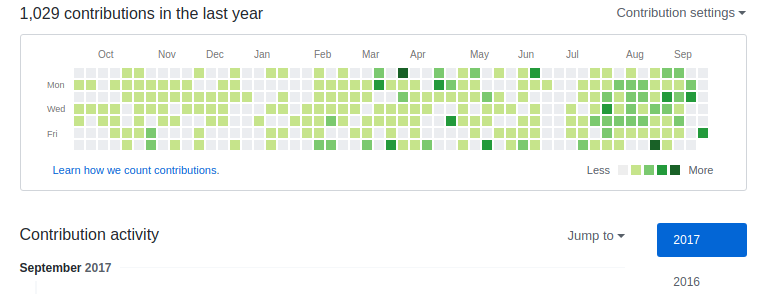 1,029 contributions in the last year
Contribution settings
Oct Nov Dec Jan Feb Mar Apr May Jun Jul Aug Sep
Mon
Wed
Fri
Learn how we count contributions.
Less More
Contribution activity
Jump to
2017
September 2017
2016